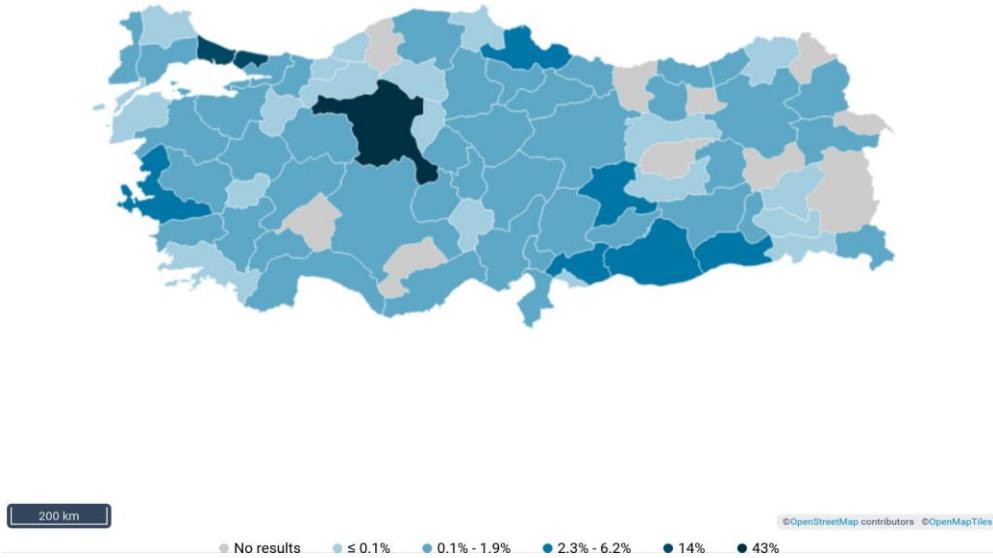 200 km
©OpenStreetMap contributors ©OpenMapTiles
No results ≤ 0.1% 0.1% - 1.9% 2.3% - 6.2% 14% 43%